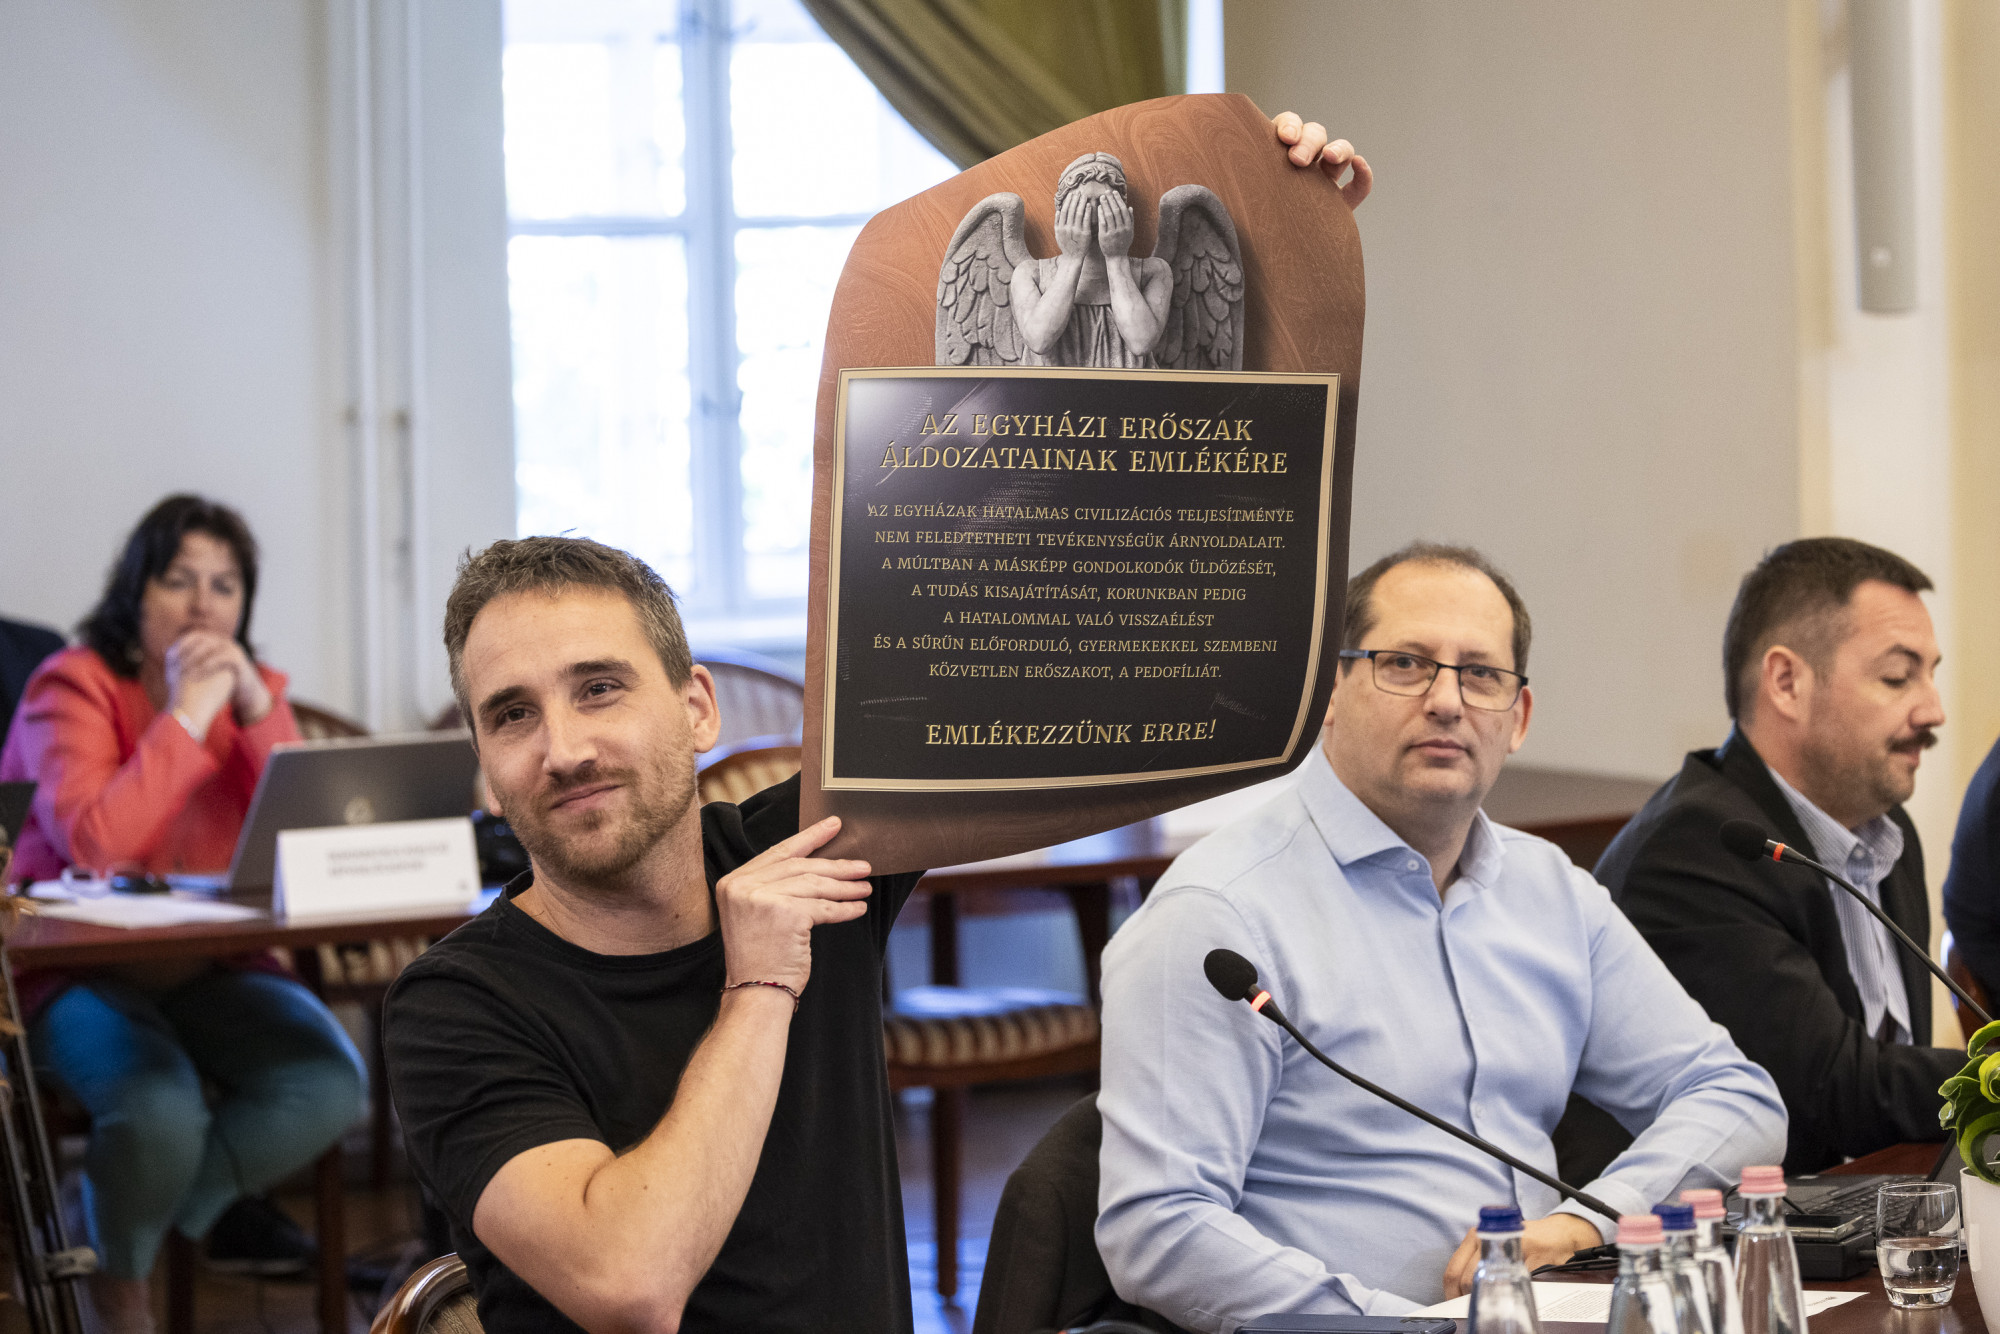 AZ EGYHÁZI ERŐSZAK
ÁLDOZATAINAK EMLÉKÉRE
AZ EGYHÁZAK HATALMAS CIVILIZÁCIÓS TELJESÍTMÉNYE
NEM FELEDTETHETI TEVÉKENYSÉGÜK ÁRNYOLDALAIT.
A MÚLTBAN A MÁSKÉPP GONDOLKODÓK ÜLDÖZÉSÉT,
A TUDÁS KISAJÁTÍTÁSÁT, KORUNKBAN PEDIG
A HATALOMMAL VALÓ VISSZAÉLÉST
ÉS A SŰRŰN ELŐFORDULÓ, GYERMEKEKKEL SZEMBENI
KÖZVETLEN ERŐSZAKOT, A PEDOFÍLIÁT.
EMLÉKEZZÜNK ERRE!